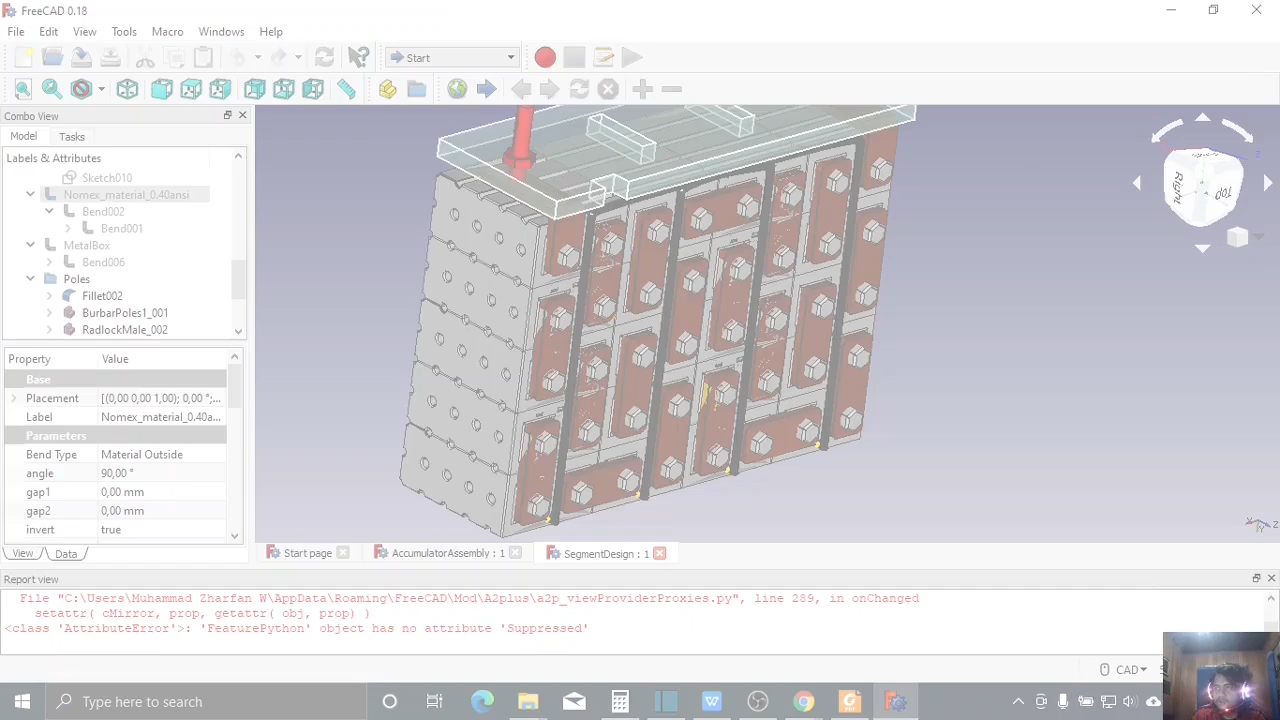 FreeCAD 0.18
File Edit View Tools Macro Windows Help
Start
Combo View
Model Tasks
Labels & Attributes
Sketch010
Nomex_material_0.40ansi
Bend002
Bend001
MetalBox
Bend006
Poles
Fillet002
BurbarPoles1_001
RadlockMale_002
Property Value
Base
Placement [(0,00 0,00 1,00); 0,00 °;...
Label Nomex_material_0.40a...
Parameters
Bend Type Material Outside
angle 90,00 °
gap1 0,00 mm
gap2 0,00 mm
invert true
View Data
Right
Top
Z
Start page
AccumulatorAssembly : 1
SegmentDesign : 1
Report view
File "C:\Users\Muhammad Zharfan W\AppData\Roaming\FreeCAD\Mod\A2plus\a2p_viewProviderProxies.py", line 289, in onChanged
setattr( cMirror, prop, getattr( obj, prop) )
<class 'AttributeError'>: 'FeaturePython' object has no attribute 'Suppressed'
CAD
Type here to search